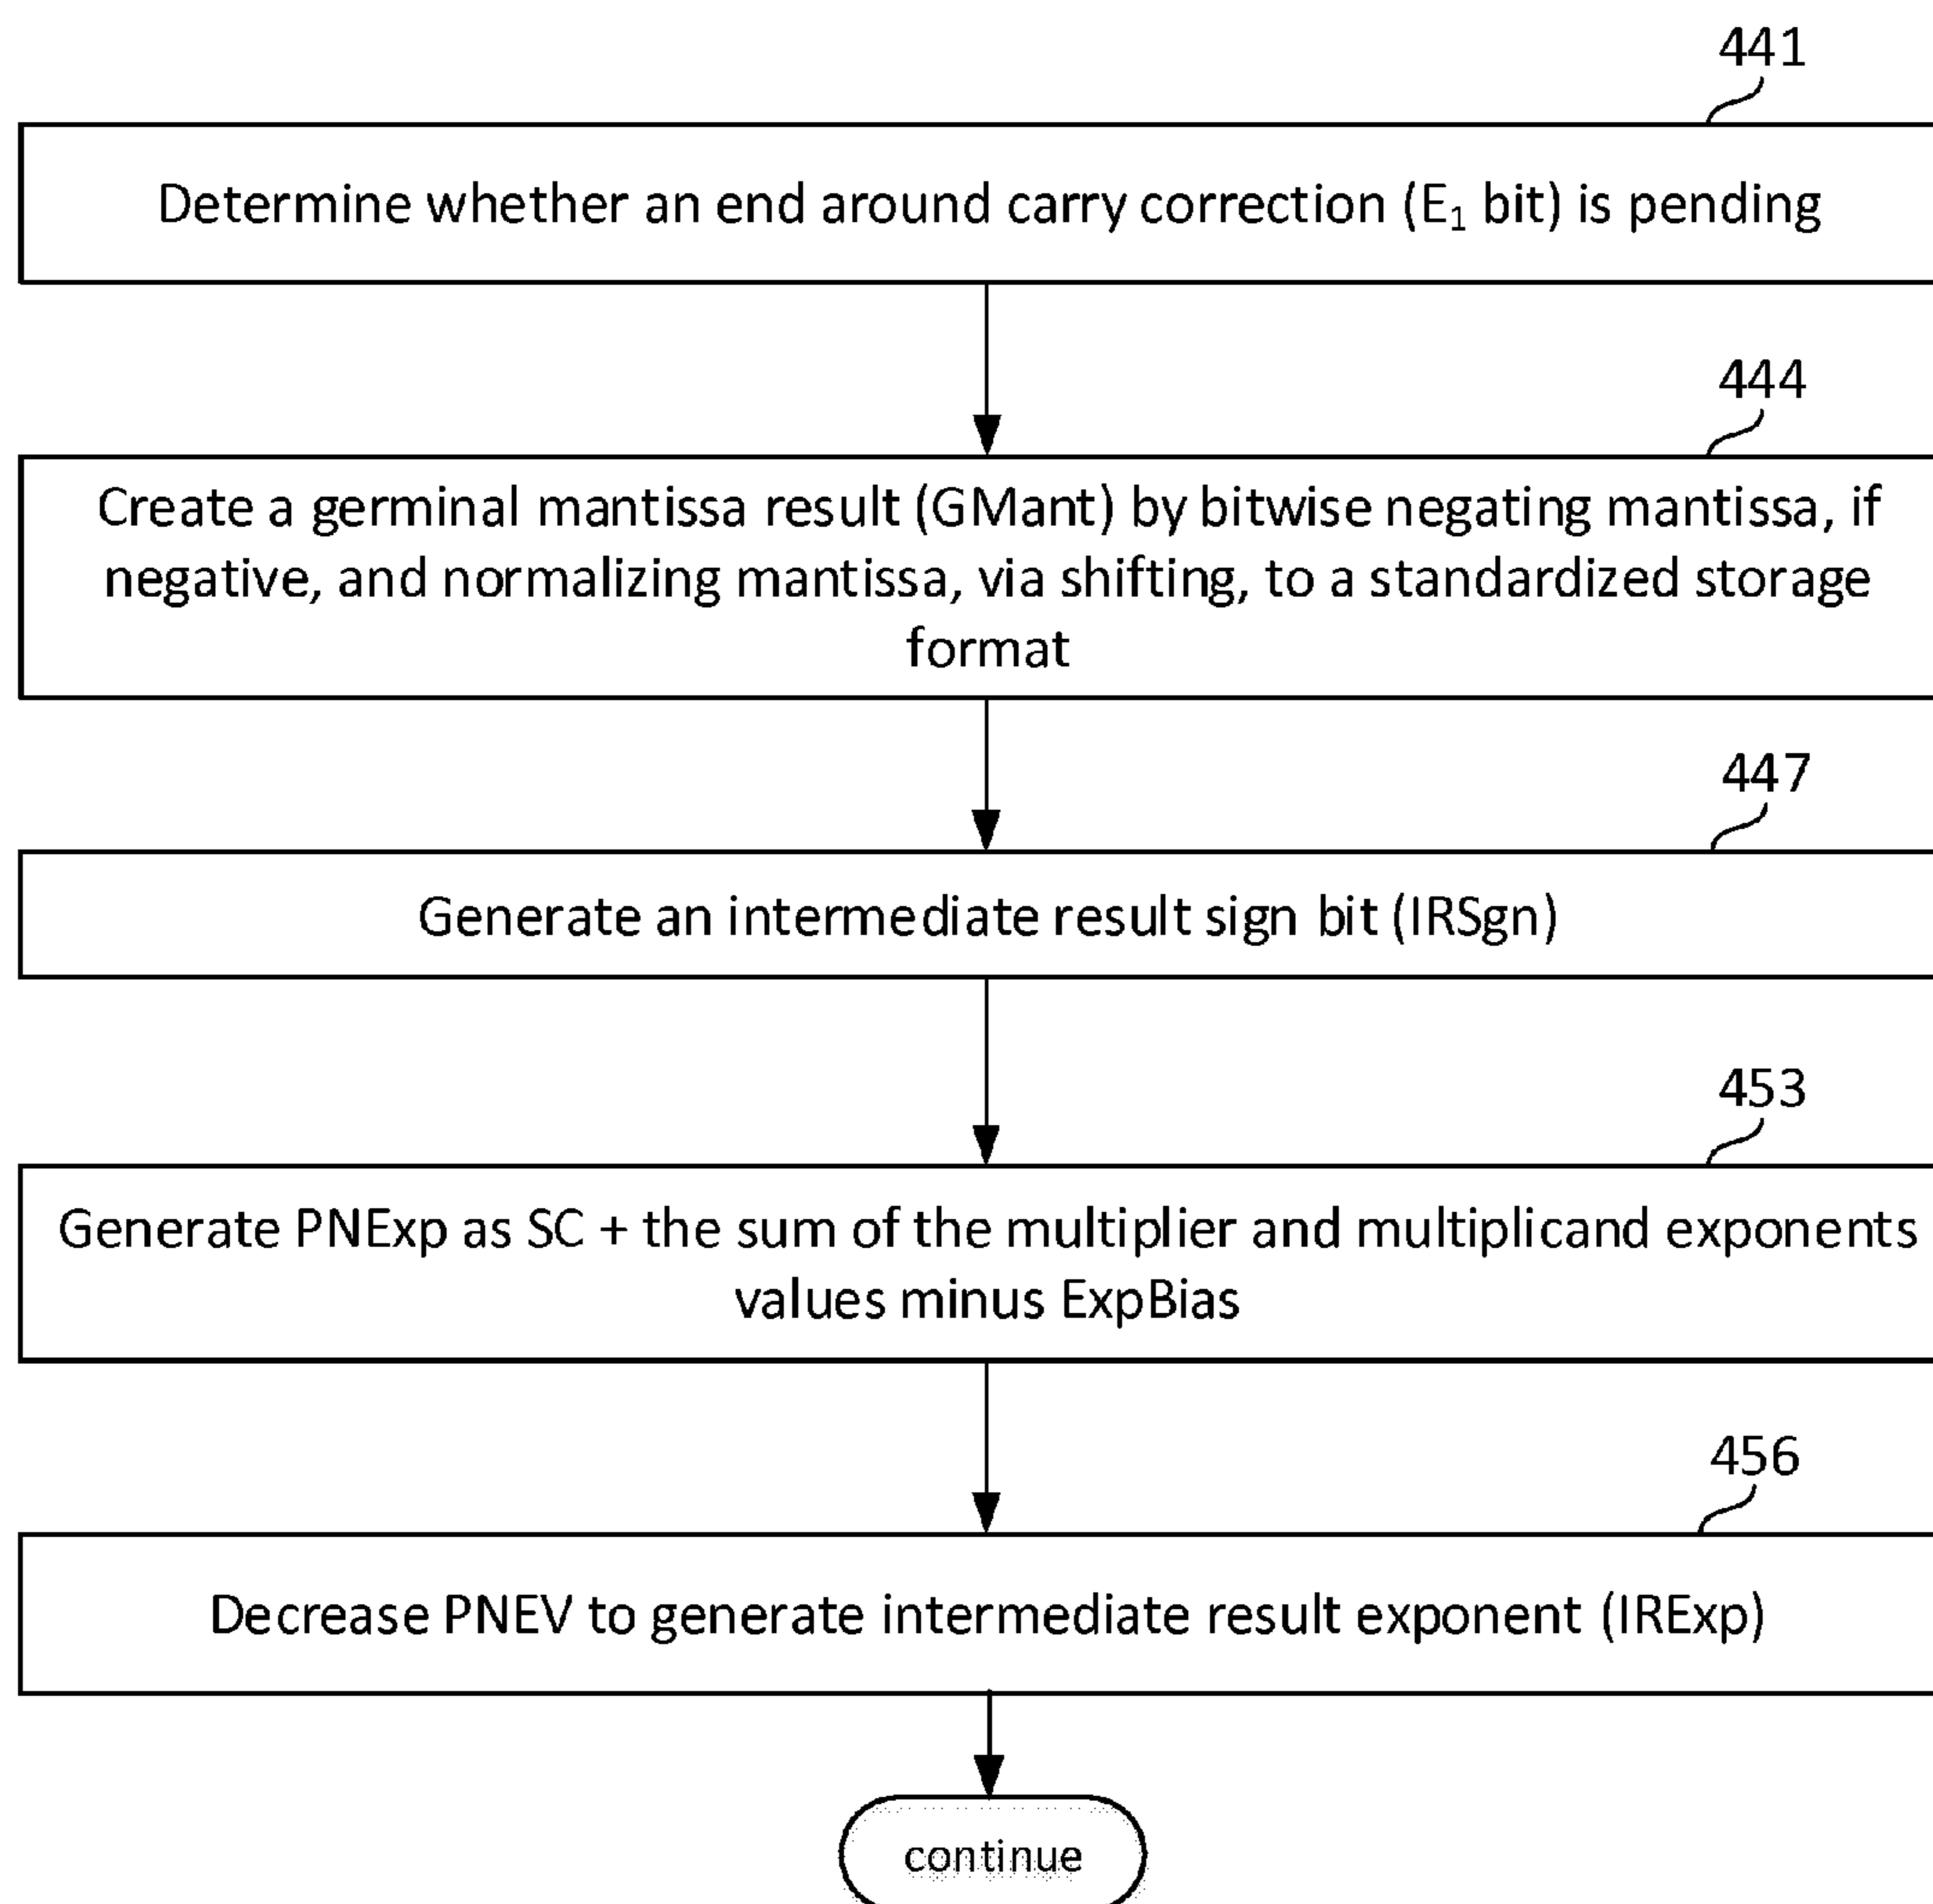 441
Determine whether an end around carry correction (E₁ bit) is pending
444
Create a germinal mantissa result (GMant) by bitwise negating mantissa, if
negative, and normalizing mantissa, via shifting, to a standardized storage
format
447
Generate an intermediate result sign bit (IRSgn)
453
Generate PNExp as SC + the sum of the multiplier and multiplicand exponents
values minus ExpBias
456
Decrease PNEV to generate intermediate result exponent (IRExp)
continue